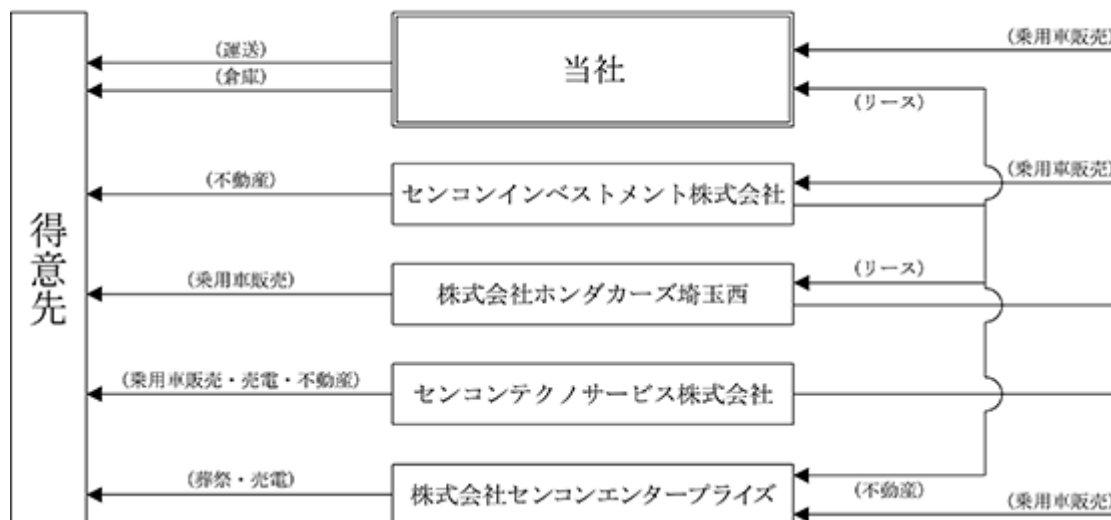 得意先
(運送)
(倉庫)
当社
(乗用車販売)
(リース)
(不動産)
センコンインベストメント株式会社
(乗用車販売)
(乗用車販売)
株式会社ホンダカーズ埼玉西
(リース)
(乗用車販売・売電・不動産)
センコンテクノサービス株式会社
(葬祭・売電)
株式会社センコンエンタープライズ
(不動産)
(乗用車販売)